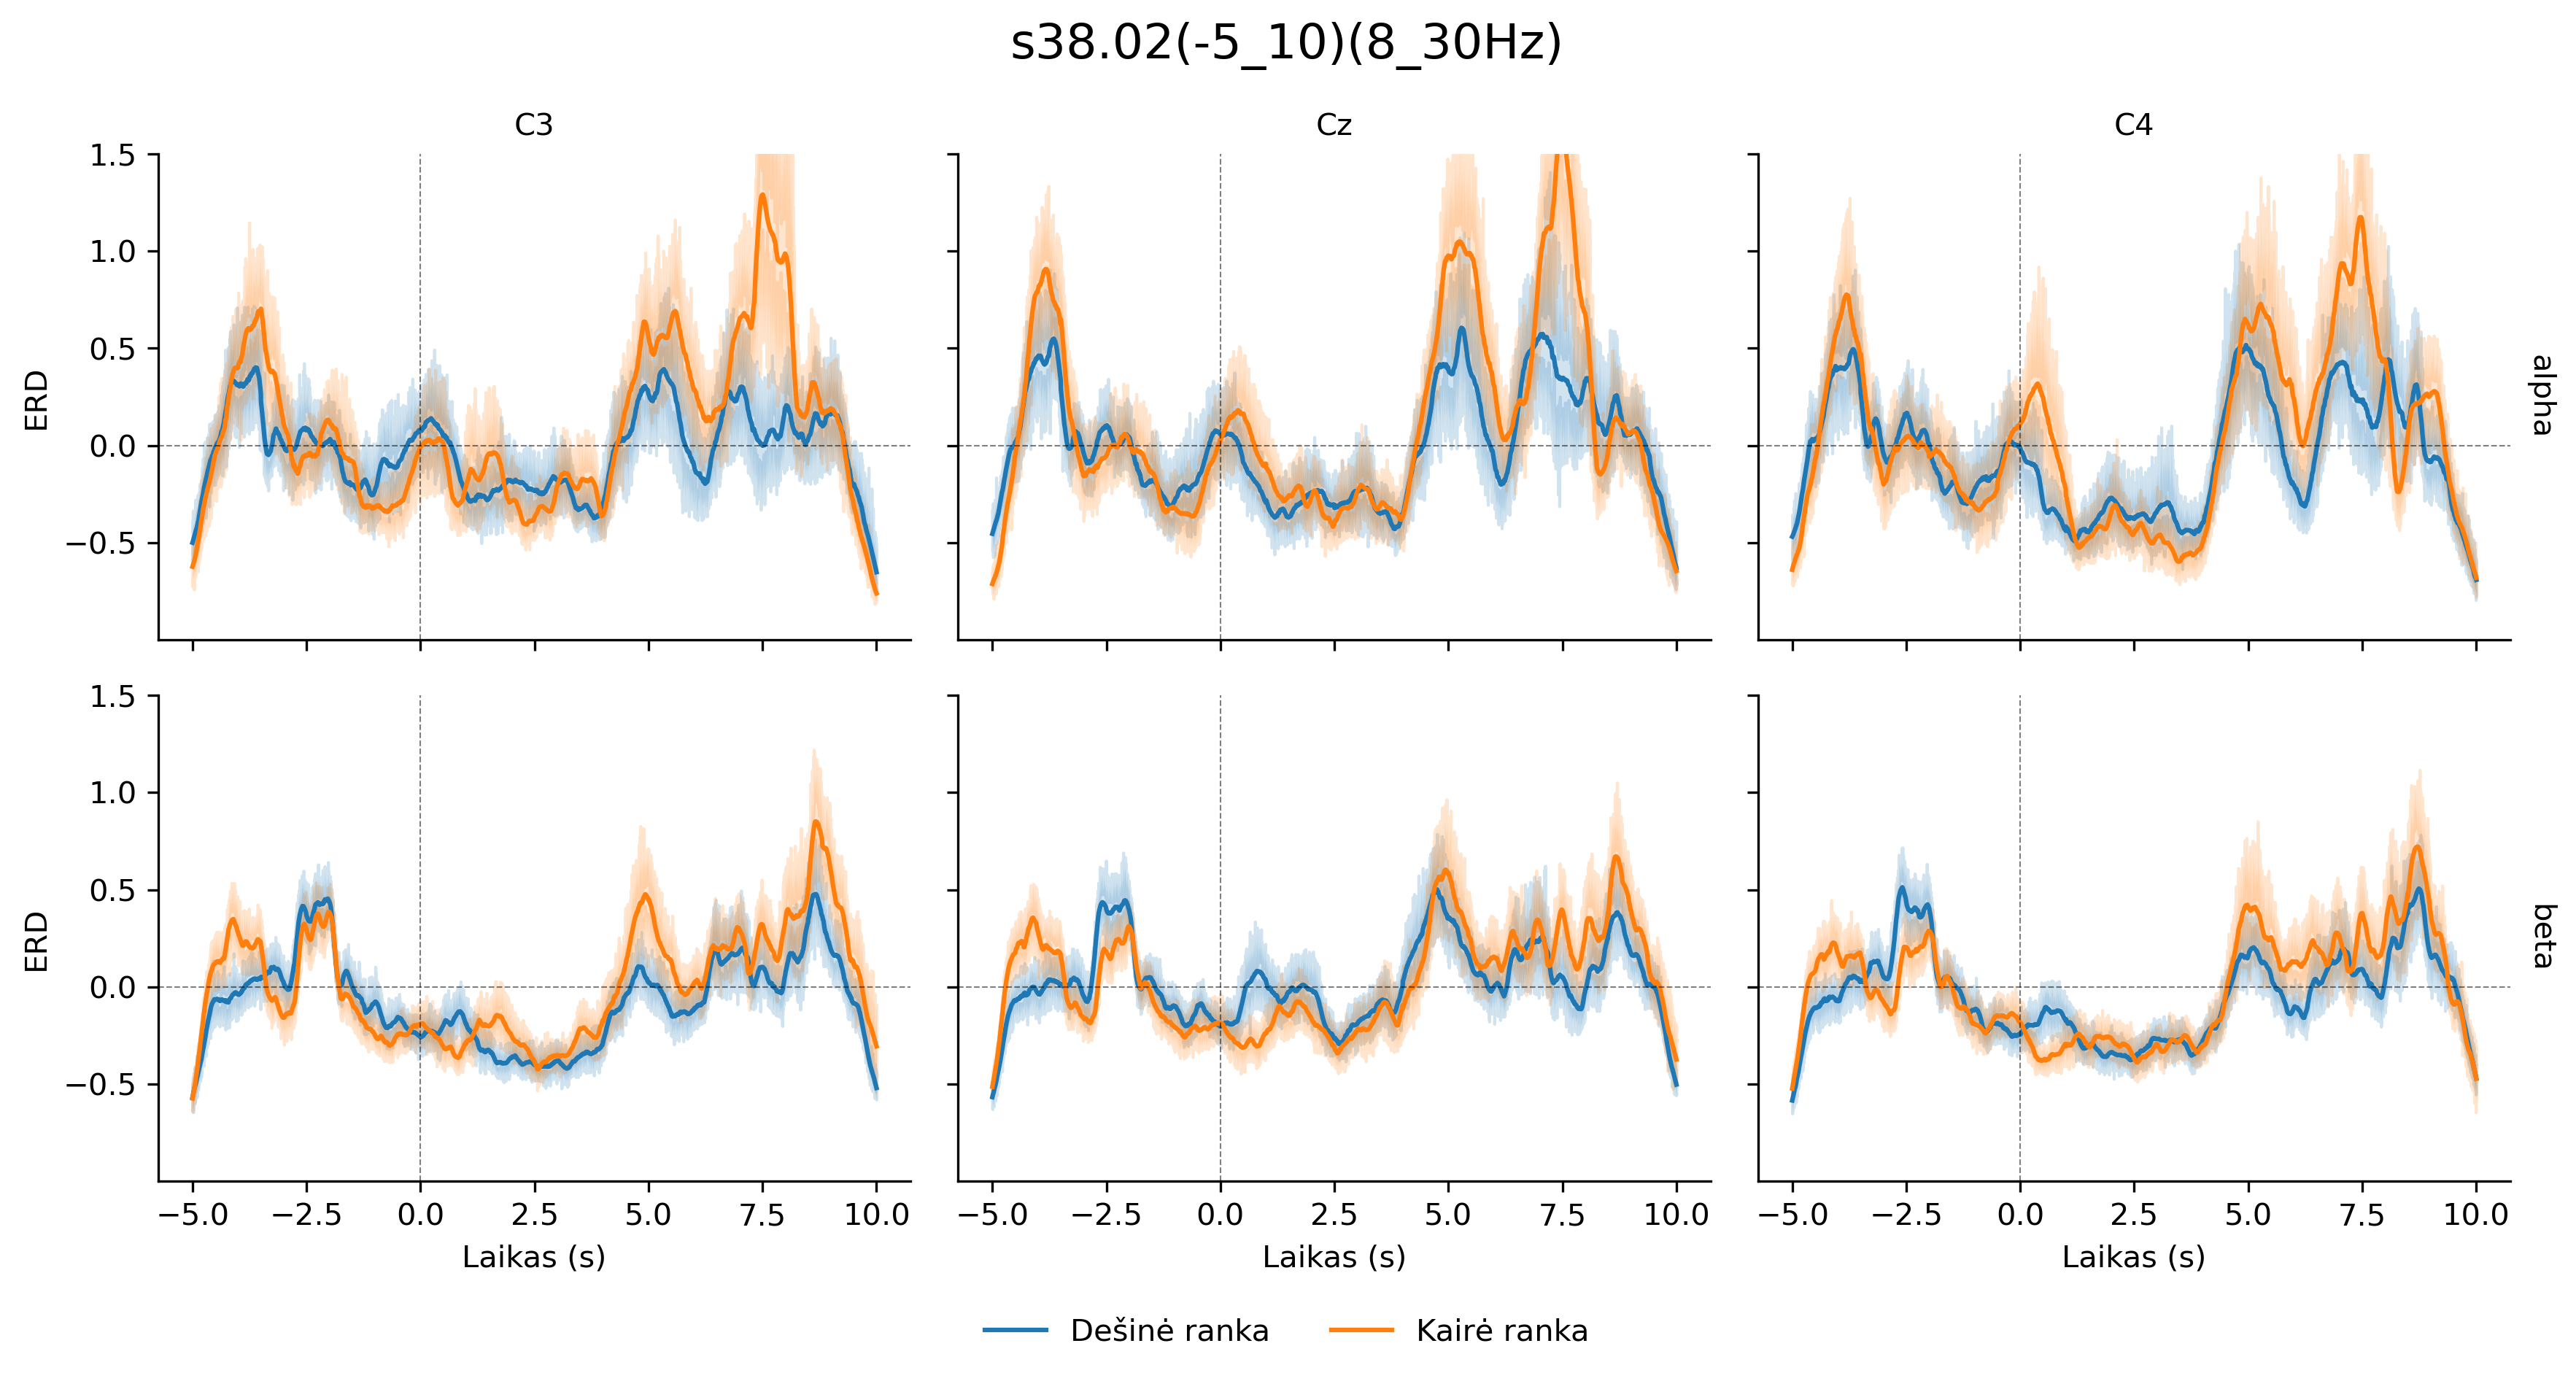 s38.02(-5_10)(8_30Hz)
C3 Cz C4
1.5
1.0
0.5
0.0
−0.5
ERD
alpha
1.5
1.0
0.5
0.0
−0.5
ERD
beta
−5.0 −2.5 0.0 2.5 5.0 7.5 10.0 −5.0 −2.5 0.0 2.5 5.0 7.5 10.0 −5.0 −2.5 0.0 2.5 5.0 7.5 10.0
Laikas (s) Laikas (s) Laikas (s)
Dešinė ranka Kairė ranka